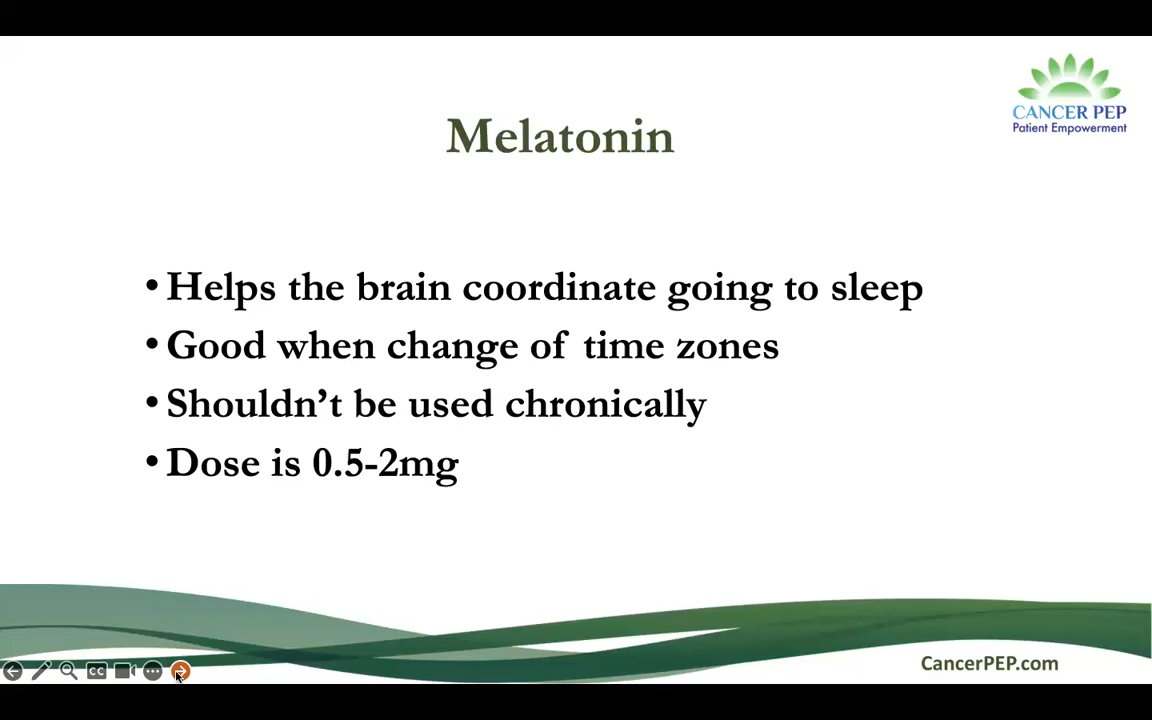 CANCER PEP
Patient Empowerment
Melatonin
• Helps the brain coordinate going to sleep
• Good when change of time zones
• Shouldn’t be used chronically
• Dose is 0.5-2mg
CC
CancerPEP.com